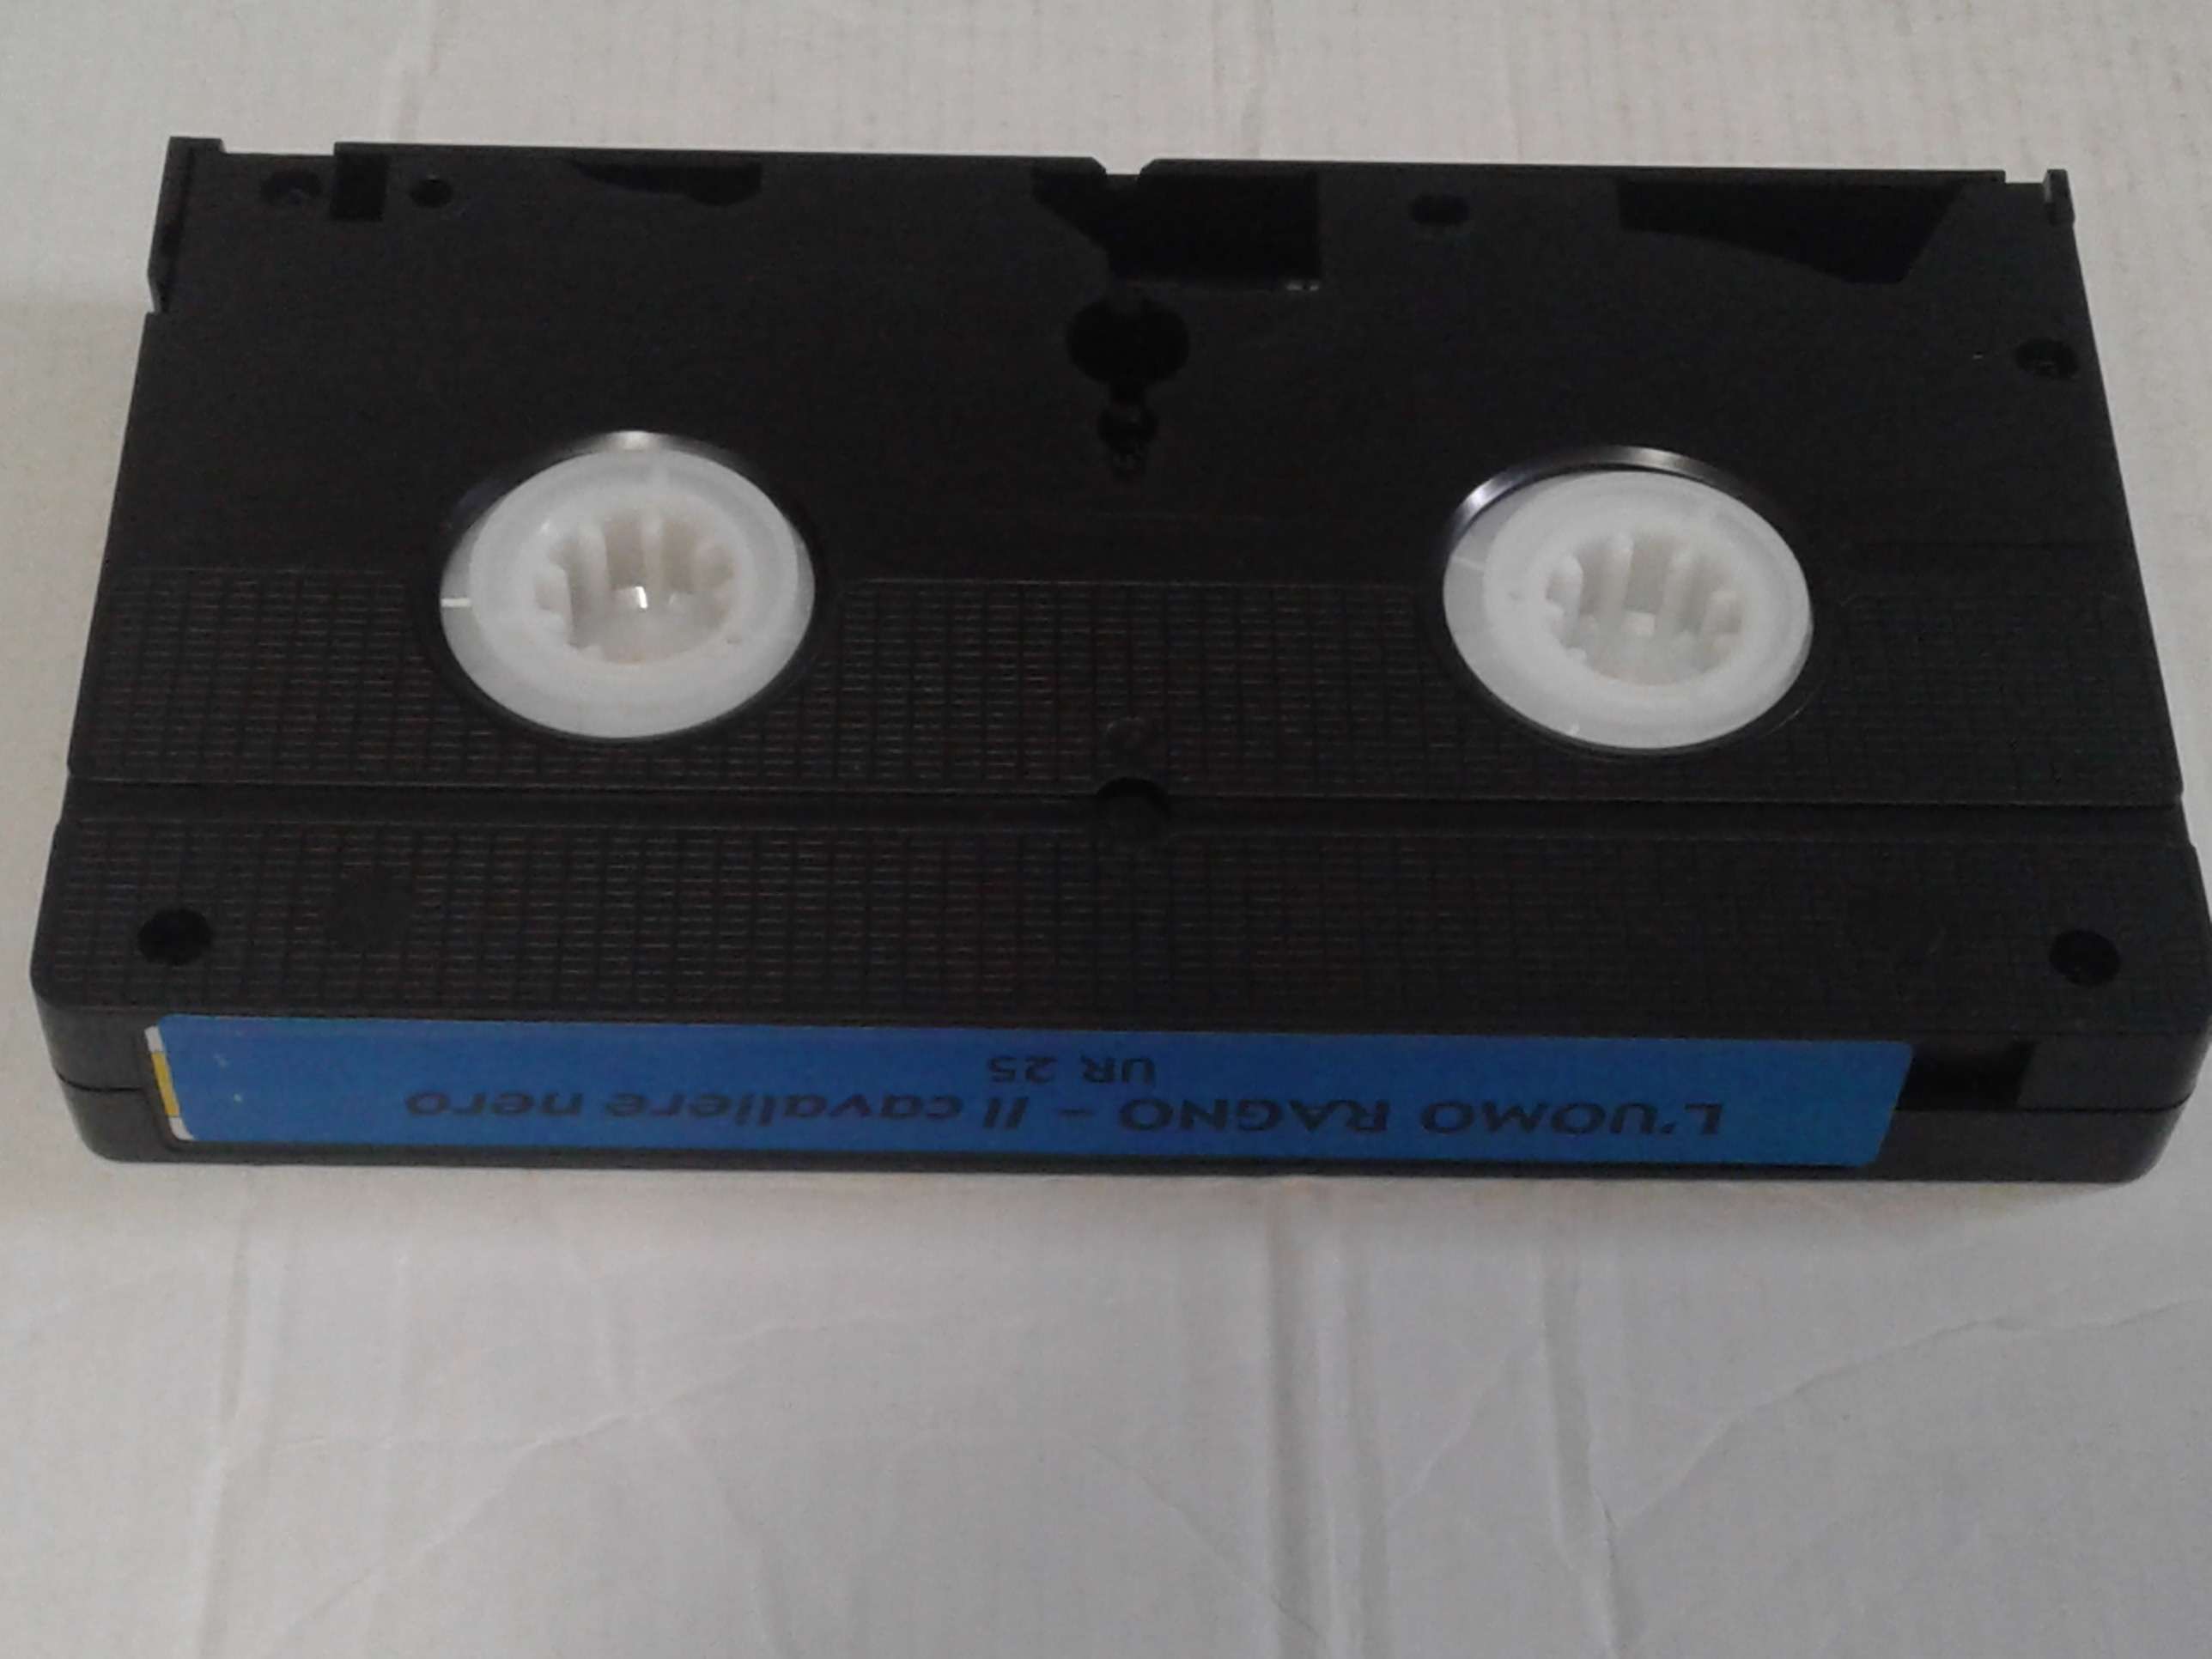 L'UOMO RAGNO – Il cavaliere nero
UR 25